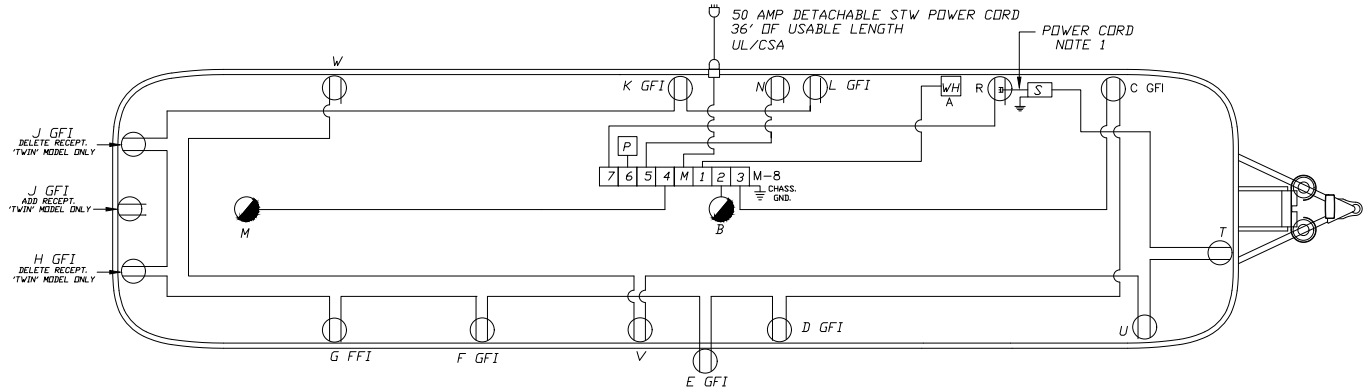 50 AMP DETACHABLE STW POWER CORD
36' OF USABLE LENGTH
UL/CSA
POWER CORD
NOTE 1
W
K GFI
N
L GFI
WH
A
R
S
C GFI
J GFI
DELETE RECEPT.
'TWIN' MODEL ONLY
P
7 6 5 4 M 1 2 3 M-8
CHASS.
GND.
J GFI
ADD RECEPT.
'TWIN' MODEL ONLY
M
B
T
H GFI
DELETE RECEPT.
'TWIN' MODEL ONLY
G FFI
F GFI
V
E GFI
D GFI
U